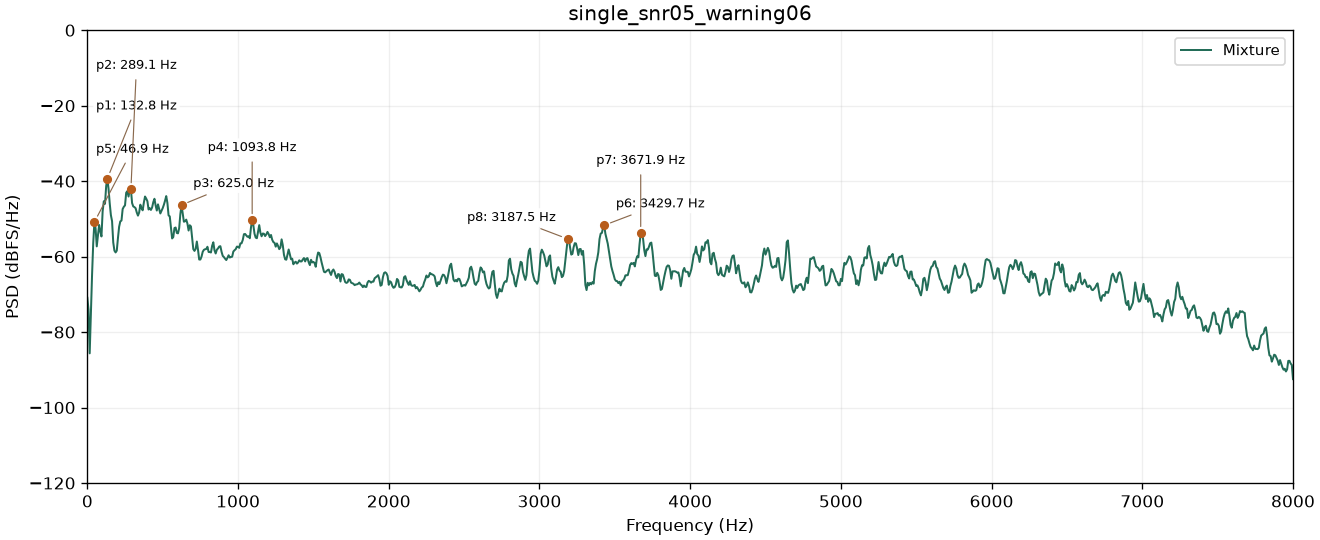 single_snr05_warning06
Mixture
p2: 289.1 Hz
p1: 132.8 Hz
p5: 46.9 Hz
p4: 1093.8 Hz
p3: 625.0 Hz
p7: 3671.9 Hz
p6: 3429.7 Hz
p8: 3187.5 Hz
PSD (dBFS/Hz)
0
−20
−40
−60
−80
−100
−120
0 1000 2000 3000 4000 5000 6000 7000 8000
Frequency (Hz)